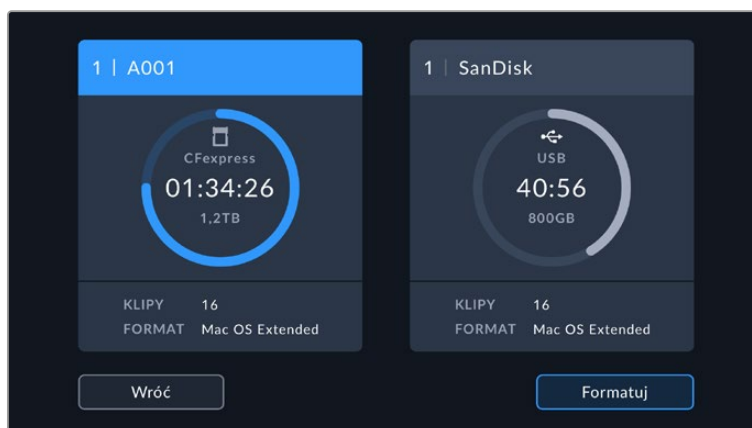 1 | A001
CFexpress
01:34:26
1,2TB
KLIPY 16
FORMAT Mac OS Extended
1 | SanDisk
USB
40:56
800GB
KLIPY 16
FORMAT Mac OS Extended
Wróć
Formatuj